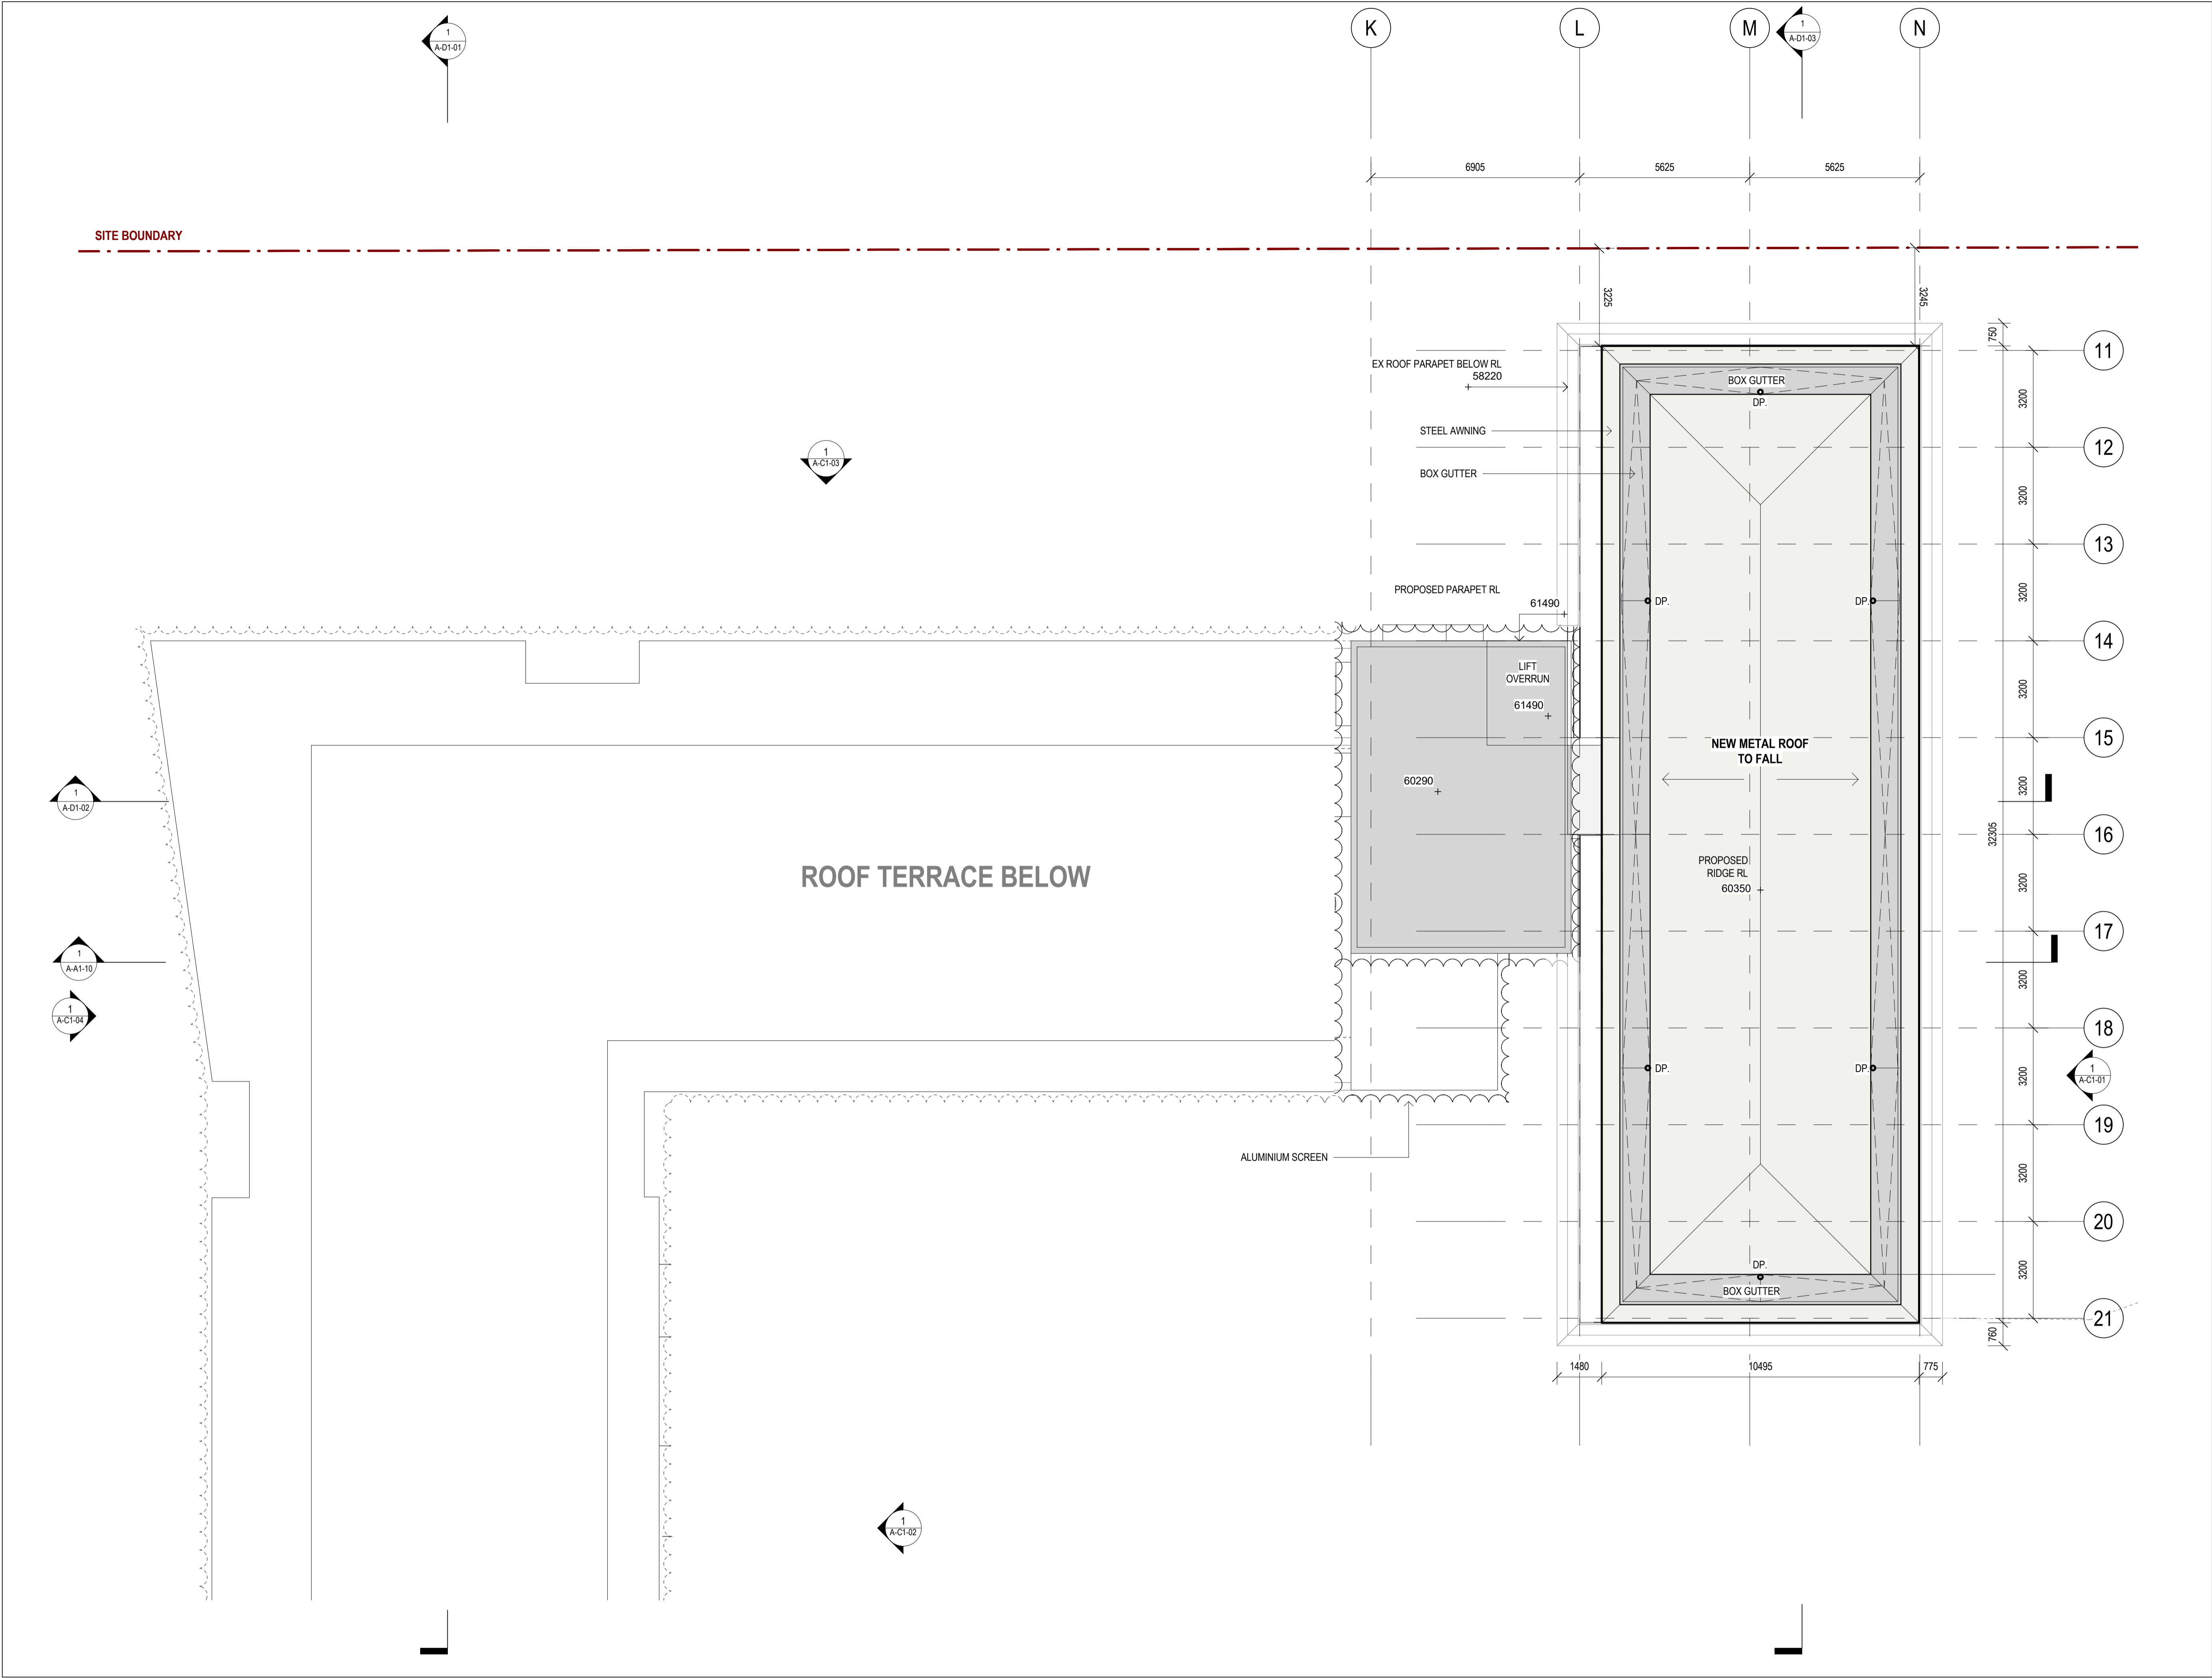 1
A-D1-01
K
L
M
1
A-D1-03
N
6905
5625
5625
SITE BOUNDARY
3225
3245
750
11
EX ROOF PARAPET BELOW RL
58220
BOX GUTTER
DP.
3200
STEEL AWNING
12
1
A-C1-03
BOX GUTTER
3200
13
PROPOSED PARAPET RL
61490
DP.
DP.
3200
14
LIFT
OVERRUN
61490
3200
15
NEW METAL ROOF
TO FALL
60290
3200
1
A-D1-02
32305
16
PROPOSED
RIDGE RL
60350
ROOF TERRACE BELOW
3200
17
1
A-A1-10
3200
1
A-C1-04
18
DP.
DP.
3200
1
A-C1-01
19
ALUMINIUM SCREEN
3200
20
DP.
BOX GUTTER
3200
21
760
1480
10495
775
1
A-C1-02